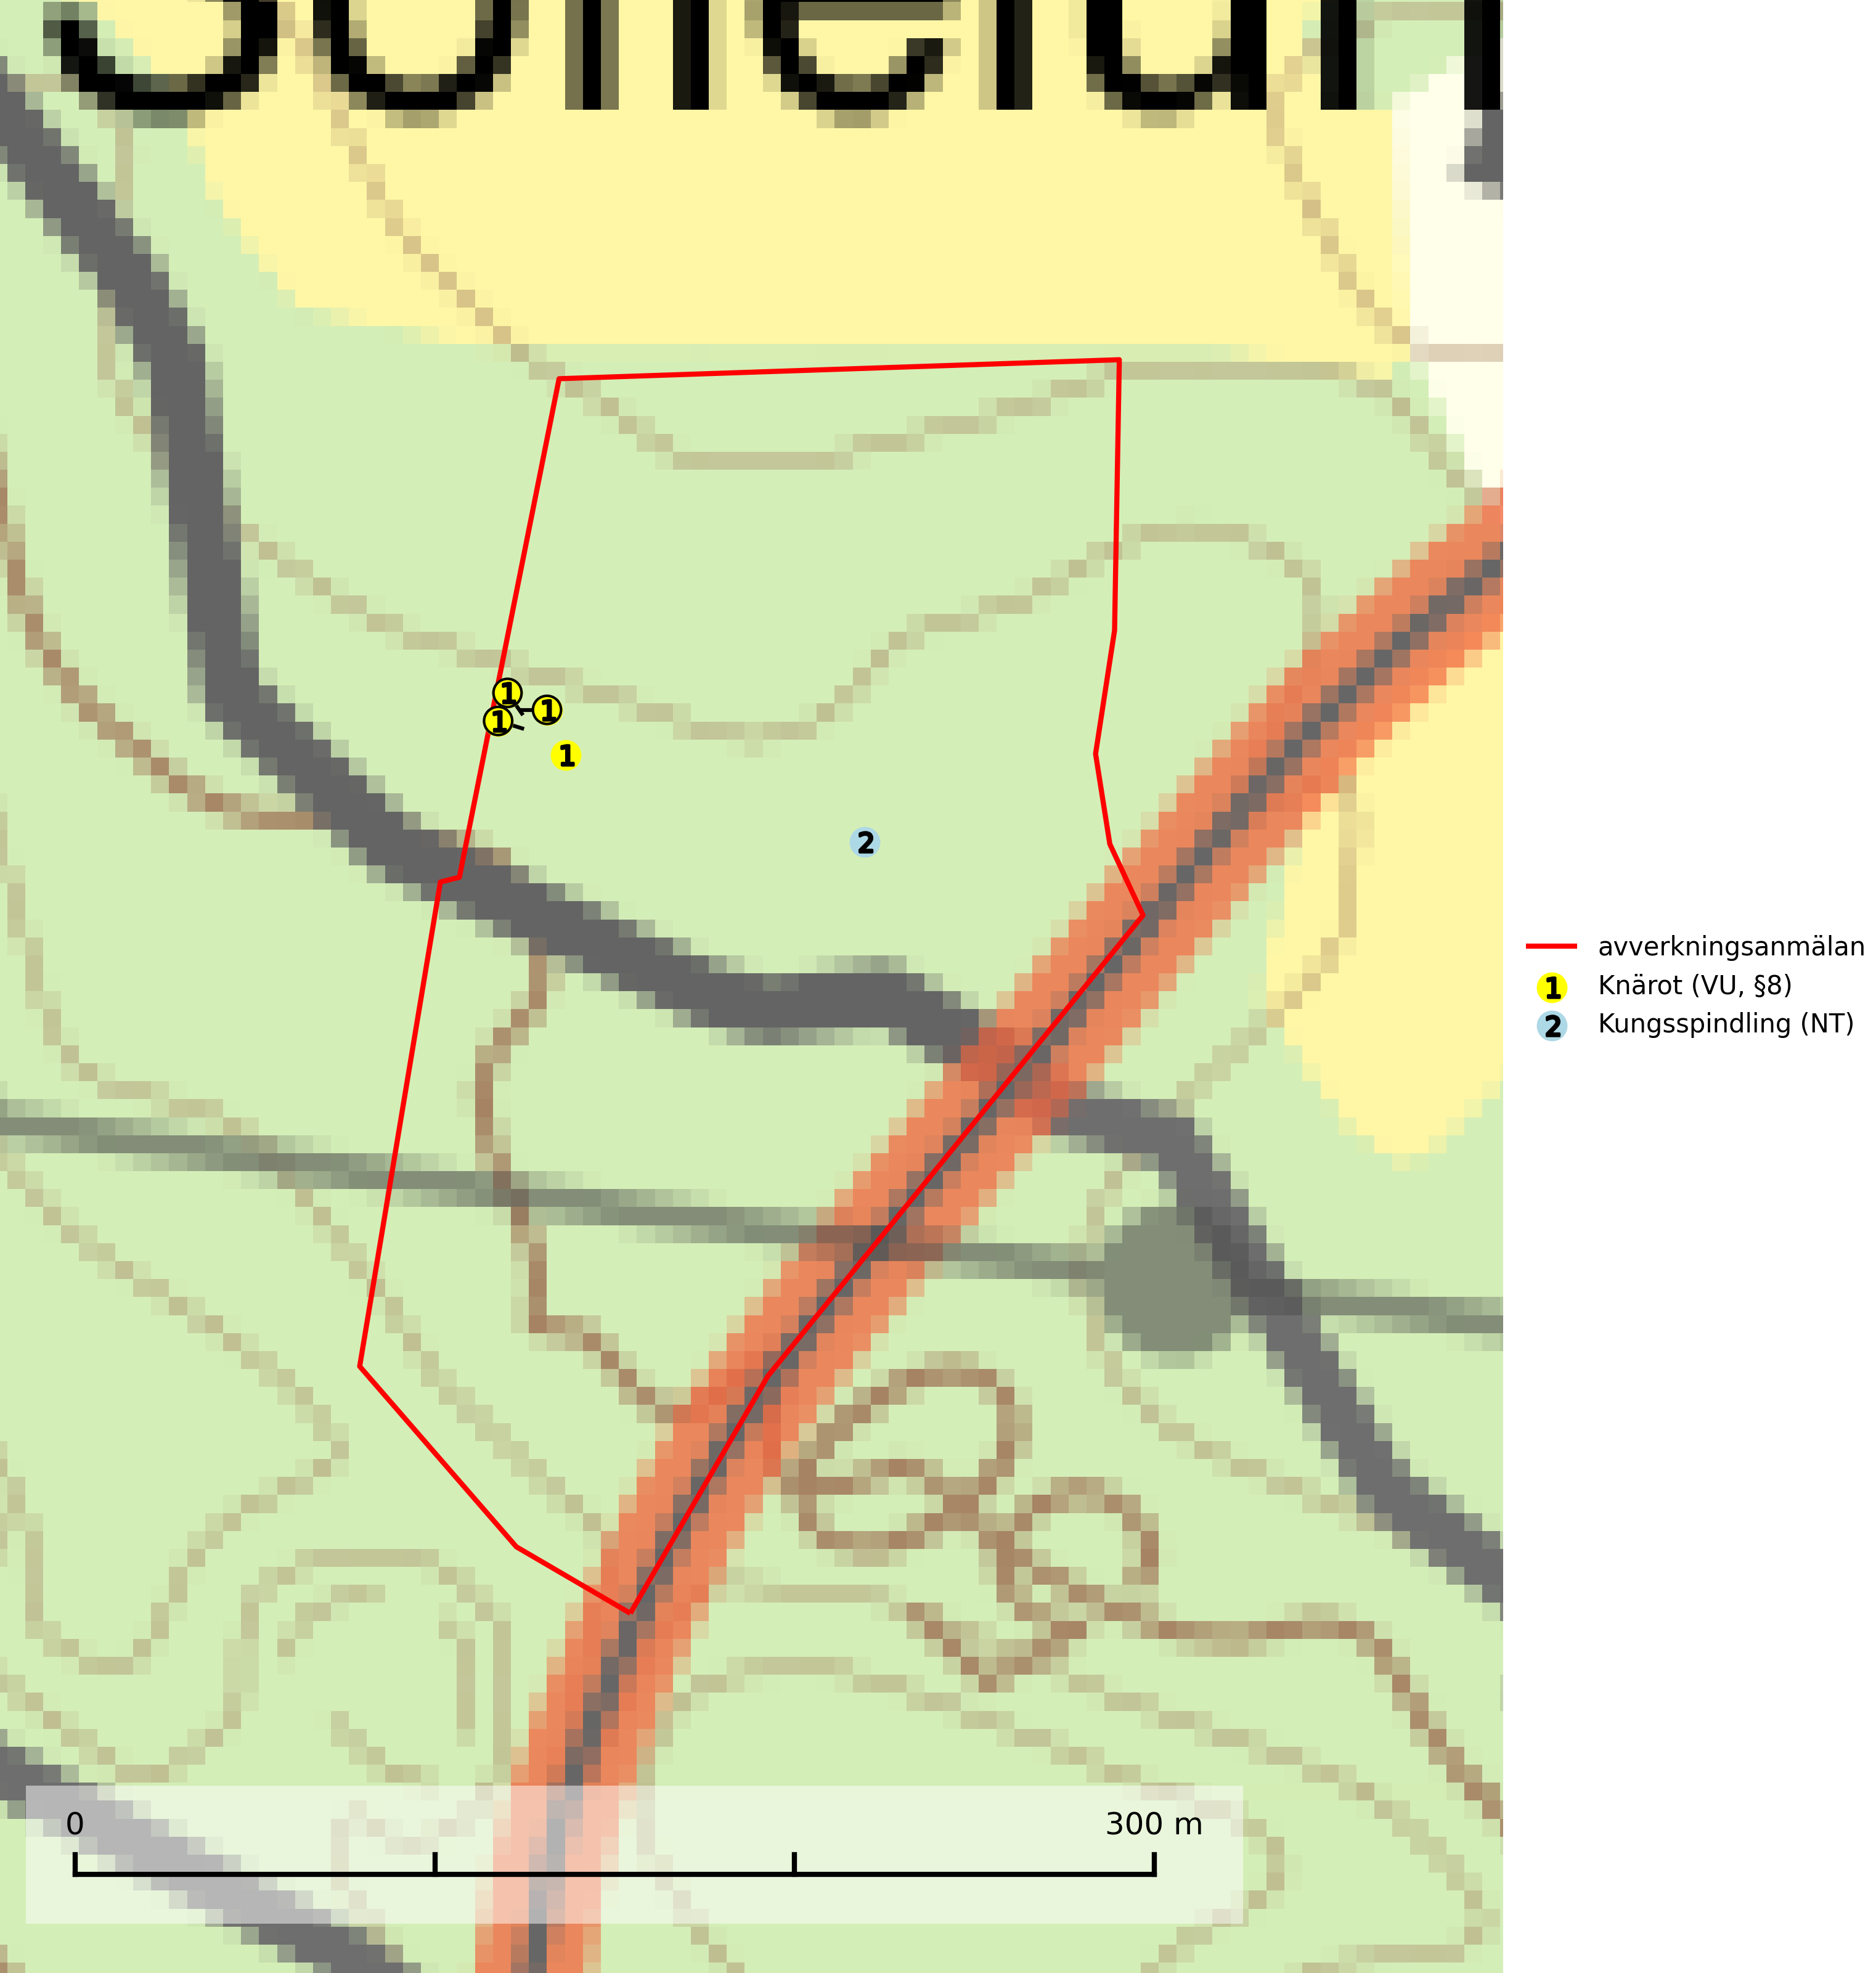 1
1
1
1
2
avverkningsanmälan
1 Knärot (VU, §8)
2 Kungsspindling (NT)
0 300 m